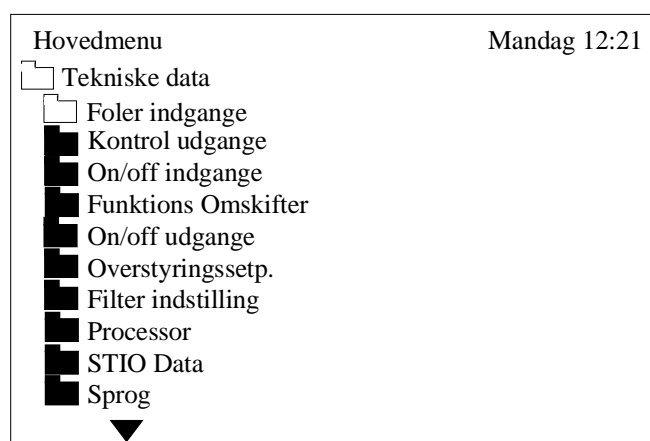 Hovedmenu Mandag 12:21
Tekniske data
Foler indgange
Kontrol udgange
On/off indgange
Funktions Omskifter
On/off udgange
Overstyringssetp.
Filter indstilling
Processor
STIO Data
Sprog